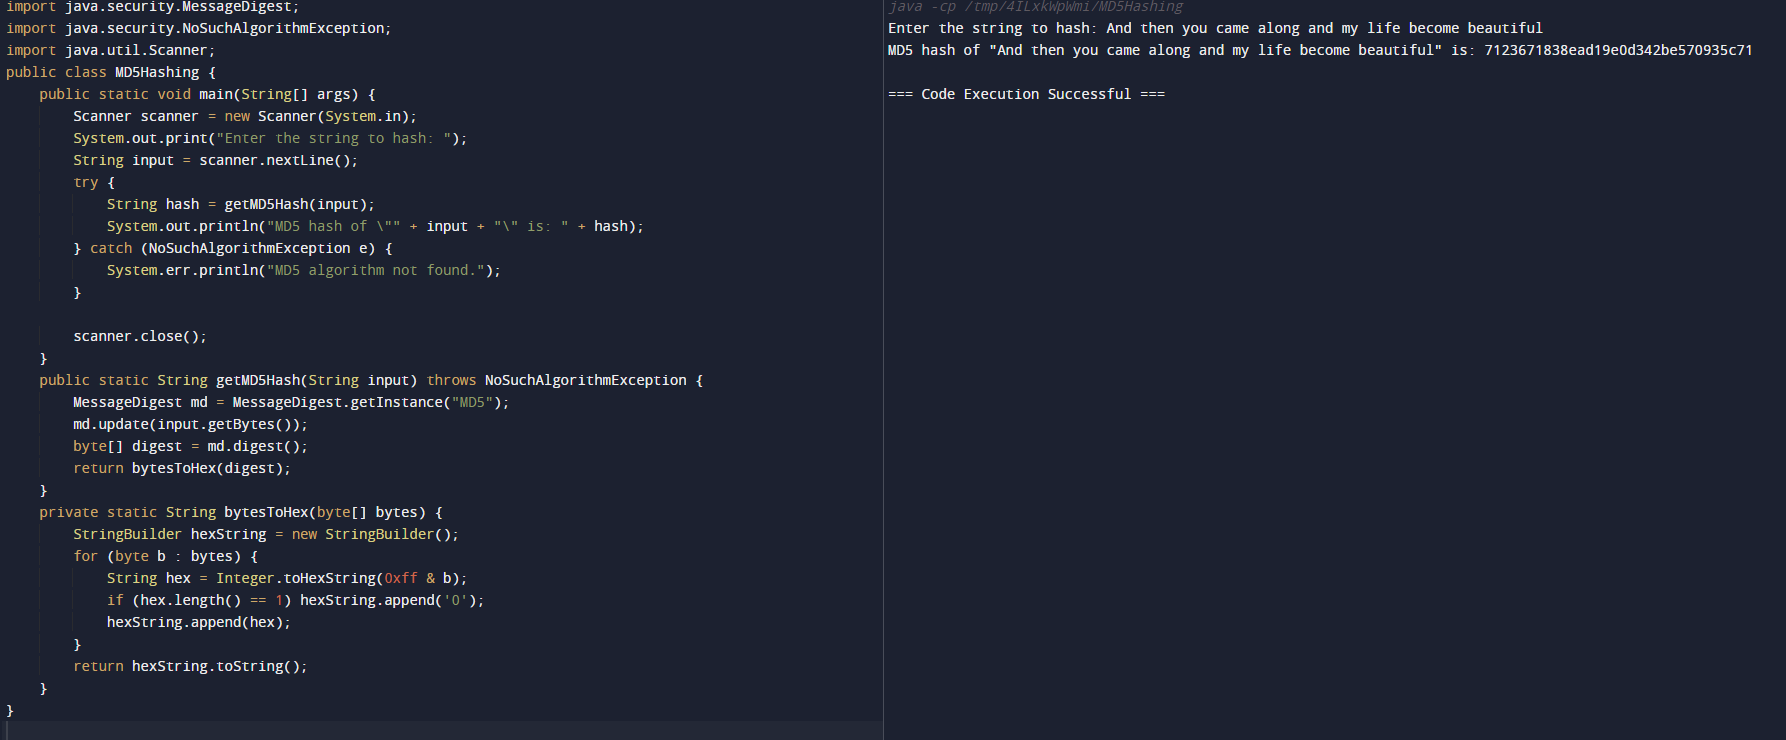 import java.security.MessageDigest;
import java.security.NoSuchAlgorithmException;
import java.util.Scanner;
public class MD5Hashing {
    public static void main(String[] args) {
        Scanner scanner = new Scanner(System.in);
        System.out.print("Enter the string to hash: ");
        String input = scanner.nextLine();
        try {
            String hash = getMD5Hash(input);
            System.out.println("MD5 hash of \"" + input + "\" is: " + hash);
        } catch (NoSuchAlgorithmException e) {
            System.err.println("MD5 algorithm not found.");
        }

        scanner.close();
    }
    public static String getMD5Hash(String input) throws NoSuchAlgorithmException {
        MessageDigest md = MessageDigest.getInstance("MD5");
        md.update(input.getBytes());
        byte[] digest = md.digest();
        return bytesToHex(digest);
    }
    private static String bytesToHex(byte[] bytes) {
        StringBuilder hexString = new StringBuilder();
        for (byte b : bytes) {
            String hex = Integer.toHexString(0xff & b);
            if (hex.length() == 1) hexString.append('0');
            hexString.append(hex);
        }
        return hexString.toString();
    }
}
java -cp /tmp/4ILxkWpWmi/MD5Hashing
Enter the string to hash: And then you came along and my life become beautiful
MD5 hash of "And then you came along and my life become beautiful" is: 7123671838ead19e0d342be570935c71

=== Code Execution Successful ===